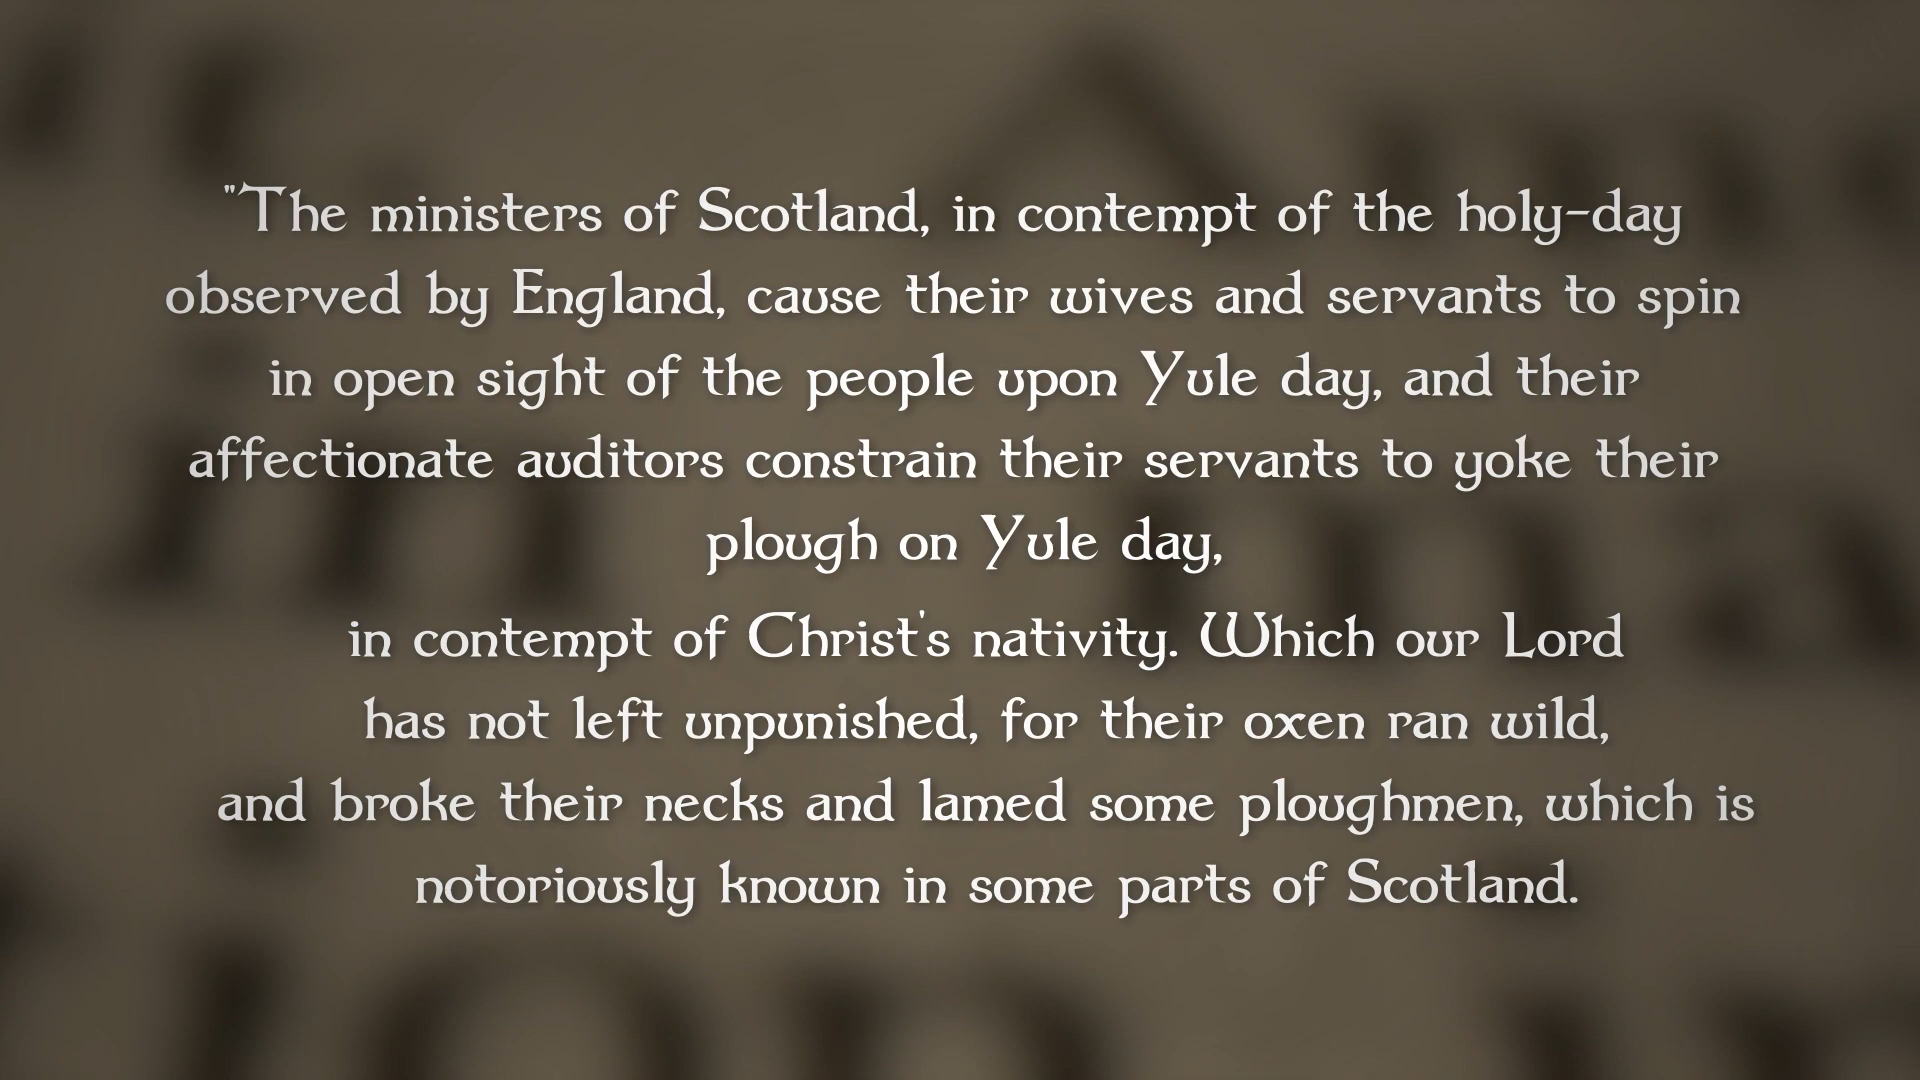 "The ministers of Scotland, in contempt of the holy-day
observed by England, cause their wives and servants to spin
in open sight of the people upon Yule day, and their
affectionate auditors constrain their servants to yoke their
plough on Yule day,
in contempt of Christ's nativity. Which our Lord
has not left unpunished, for their oxen ran wild,
and broke their necks and lamed some ploughmen, which is
notoriously known in some parts of Scotland.